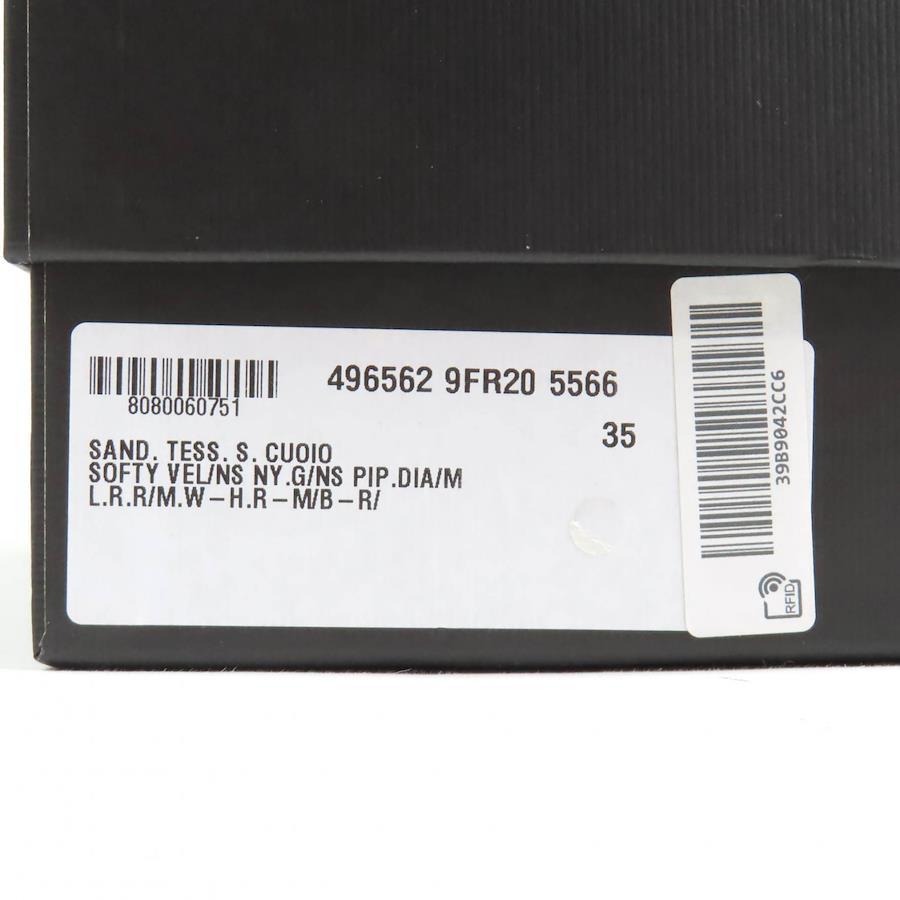 496562 9FR20 5566
8080060751
35
SAND. TESS. S. CUOIO
SOFTY VEL/NS NY.G/NS PIP.DIA/M
L.R.R/M.W-H.R-M/B-R/
39B9042CC6
RFID